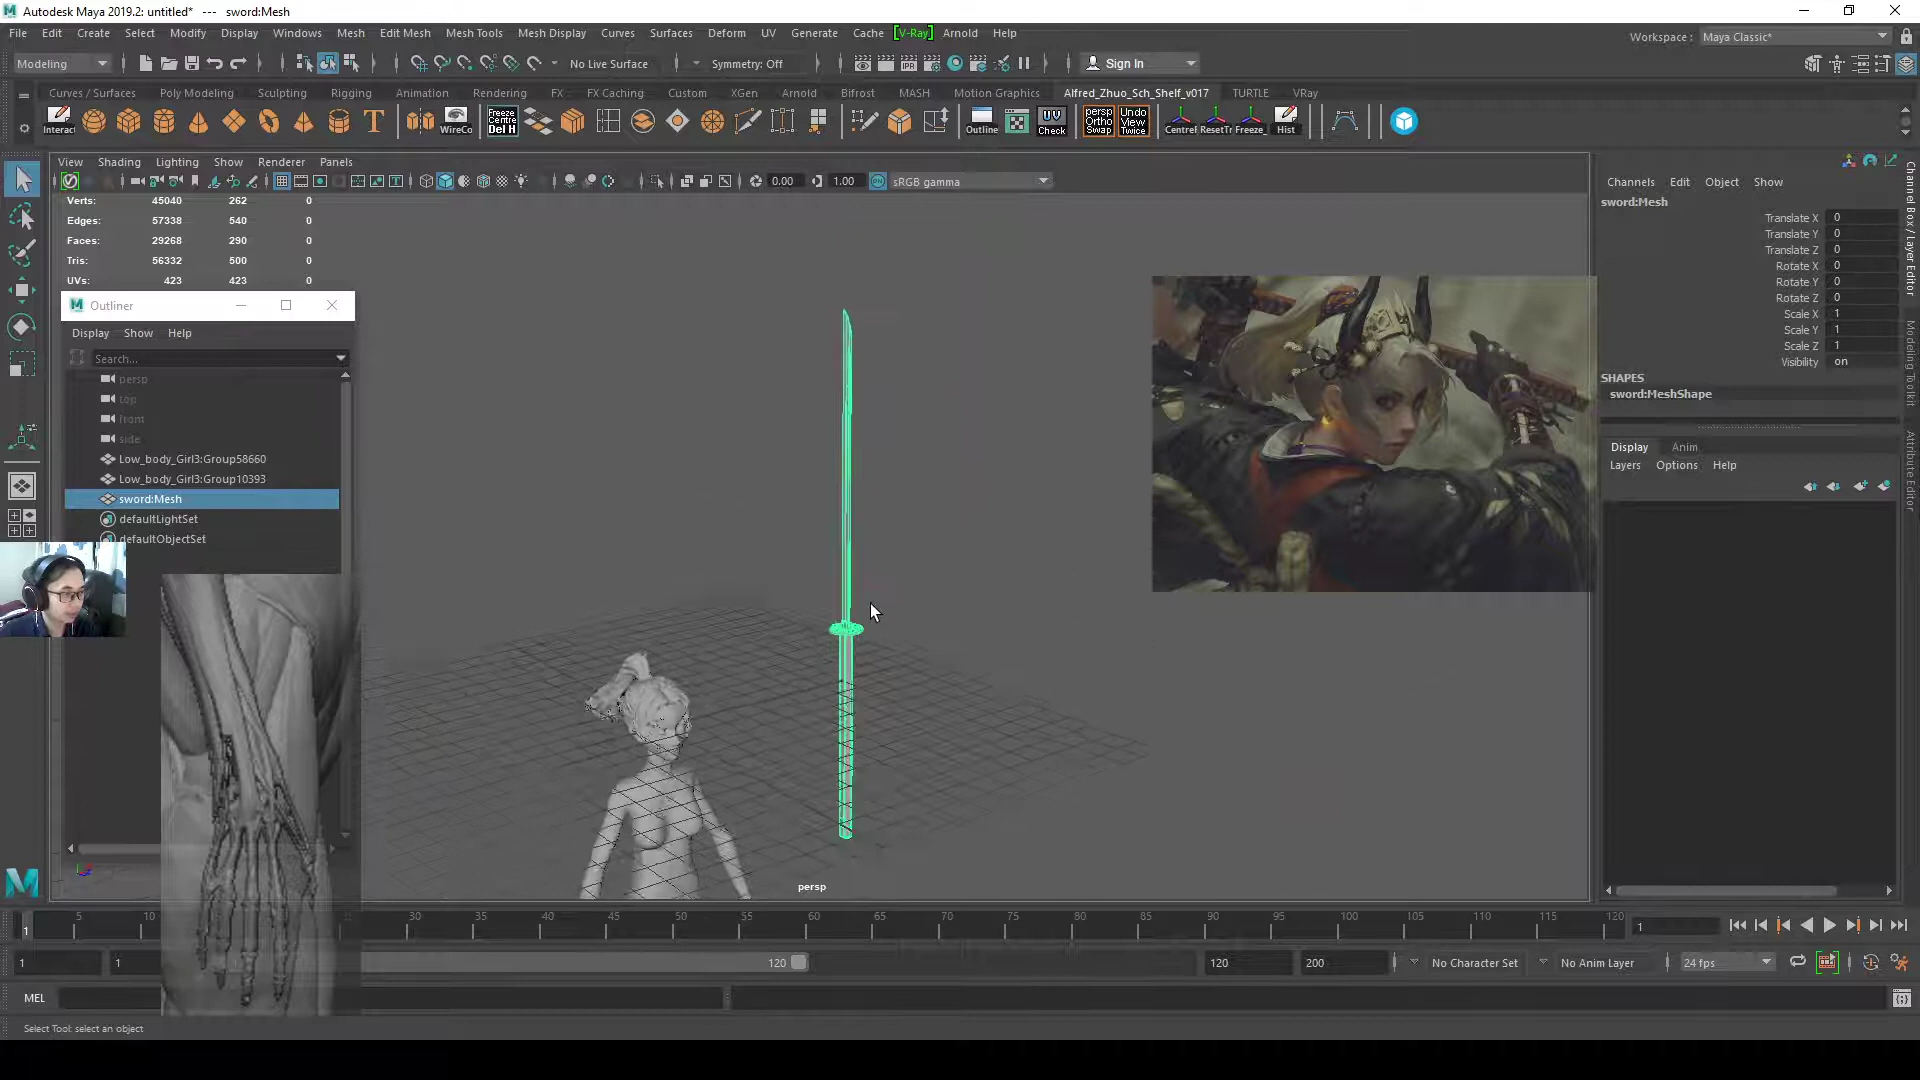 Autodesk Maya 2019.2: untitled*   ---   sword:Mesh
File Edit Create Select Modify Display Windows Mesh Edit Mesh Mesh Tools Mesh Display Curves Surfaces Deform UV Generate Cache [V-Ray] Arnold Help
Workspace : Maya Classic*
Modeling No Live Surface Symmetry: Off Sign In
Curves / Surfaces Poly Modeling Sculpting Rigging Animation Rendering FX FX Caching Custom XGen Arnold Bifrost MASH Motion Graphics Alfred_Zhuo_Sch_Shelf_v017 TURTLE VRay
Interact WireCo Freeze Centre Del H Outline UV Check persp Ortho Swap Undo View Twice Centrel ResetTr Freeze_ Hist
View Shading Lighting Show Renderer Panels
0.00 1.00 sRGB gamma
Verts: 45040 262 0
Edges: 57338 540 0
Faces: 29268 290 0
Tris: 56332 500 0
UVs: 423 423 0
Outliner
Display Show Help
Search...
persp
top
front
side
Low_body_Girl3:Group58660
Low_body_Girl3:Group10393
sword:Mesh
defaultLightSet
defaultObjectSet
persp
Channels Edit Object Show
sword:Mesh
Translate X 0
Translate Y 0
Translate Z 0
Rotate X 0
Rotate Y 0
Rotate Z 0
Scale X 1
Scale Y 1
Scale Z 1
Visibility on
SHAPES
sword:MeshShape
Display Anim
Layers Options Help
Channel Box / Layer Editor
Modeling Toolkit
Attribute Editor
5 10 30 35 40 45 50 55 60 65 70 75 80 85 90 95 100 105 110 115 120
1 1
1 1 120 120 200 No Character Set No Anim Layer 24 fps
MEL
Select Tool: select an object